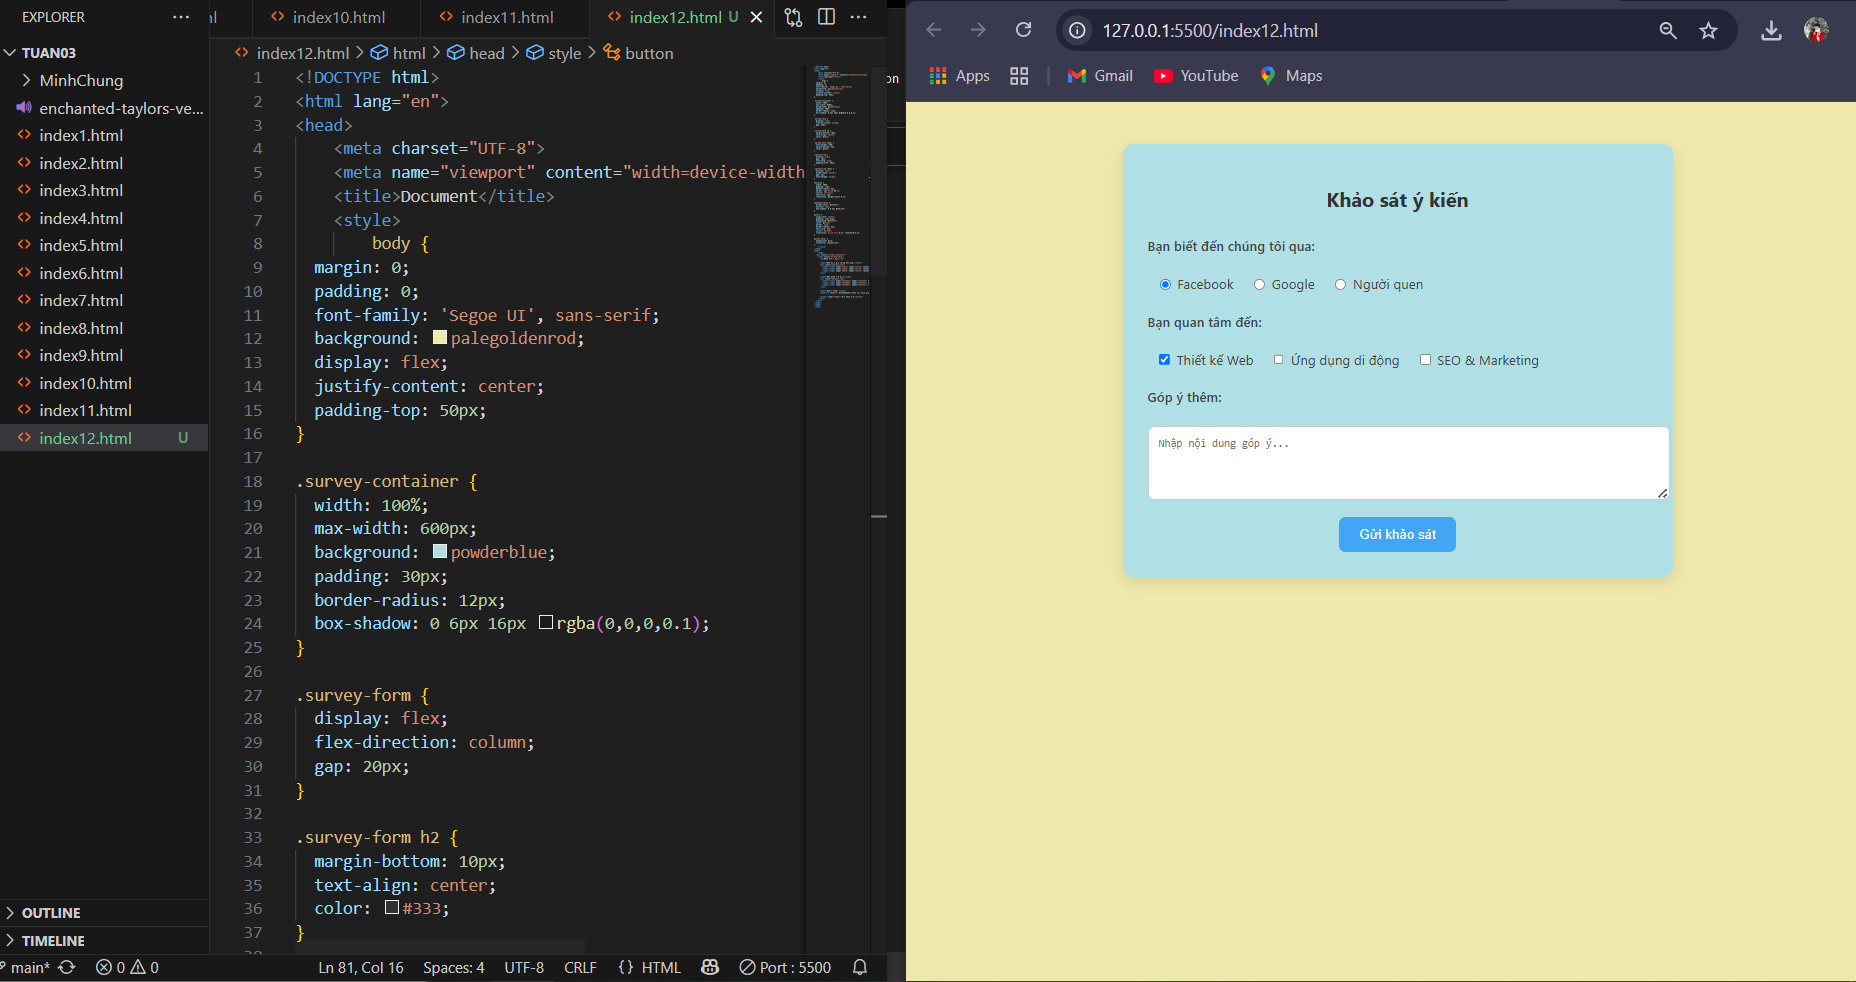 EXPLORER
TUAN03
MinhChung
enchanted-taylors-ve...
index1.html
index2.html
index3.html
index4.html
index5.html
index6.html
index7.html
index8.html
index9.html
index10.html
index11.html
index12.html U
OUTLINE
TIMELINE
index10.html index11.html index12.html U
index12.html > html > head > style > button
1 <!DOCTYPE html>
2 <html lang="en">
3 <head>
4 <meta charset="UTF-8">
5 <meta name="viewport" content="width=device-width
6 <title>Document</title>
7 <style>
8 body {
9 margin: 0;
10 padding: 0;
11 font-family: 'Segoe UI', sans-serif;
12 background: palegoldenrod;
13 display: flex;
14 justify-content: center;
15 padding-top: 50px;
16 }
17
18 .survey-container {
19 width: 100%;
20 max-width: 600px;
21 background: powderblue;
22 padding: 30px;
23 border-radius: 12px;
24 box-shadow: 0 6px 16px rgba(0,0,0,0.1);
25 }
26
27 .survey-form {
28 display: flex;
29 flex-direction: column;
30 gap: 20px;
31 }
32
33 .survey-form h2 {
34 margin-bottom: 10px;
35 text-align: center;
36 color: #333;
37 }
main* 0 0 Ln 81, Col 16 Spaces: 4 UTF-8 CRLF {} HTML Port : 5500
on
127.0.0.1:5500/index12.html
Apps Gmail YouTube Maps
Khảo sát ý kiến
Bạn biết đến chúng tôi qua:
Facebook Google Người quen
Bạn quan tâm đến:
Thiết kế Web Ứng dụng di động SEO & Marketing
Góp ý thêm:
Nhập nội dung góp ý...
Gửi khảo sát